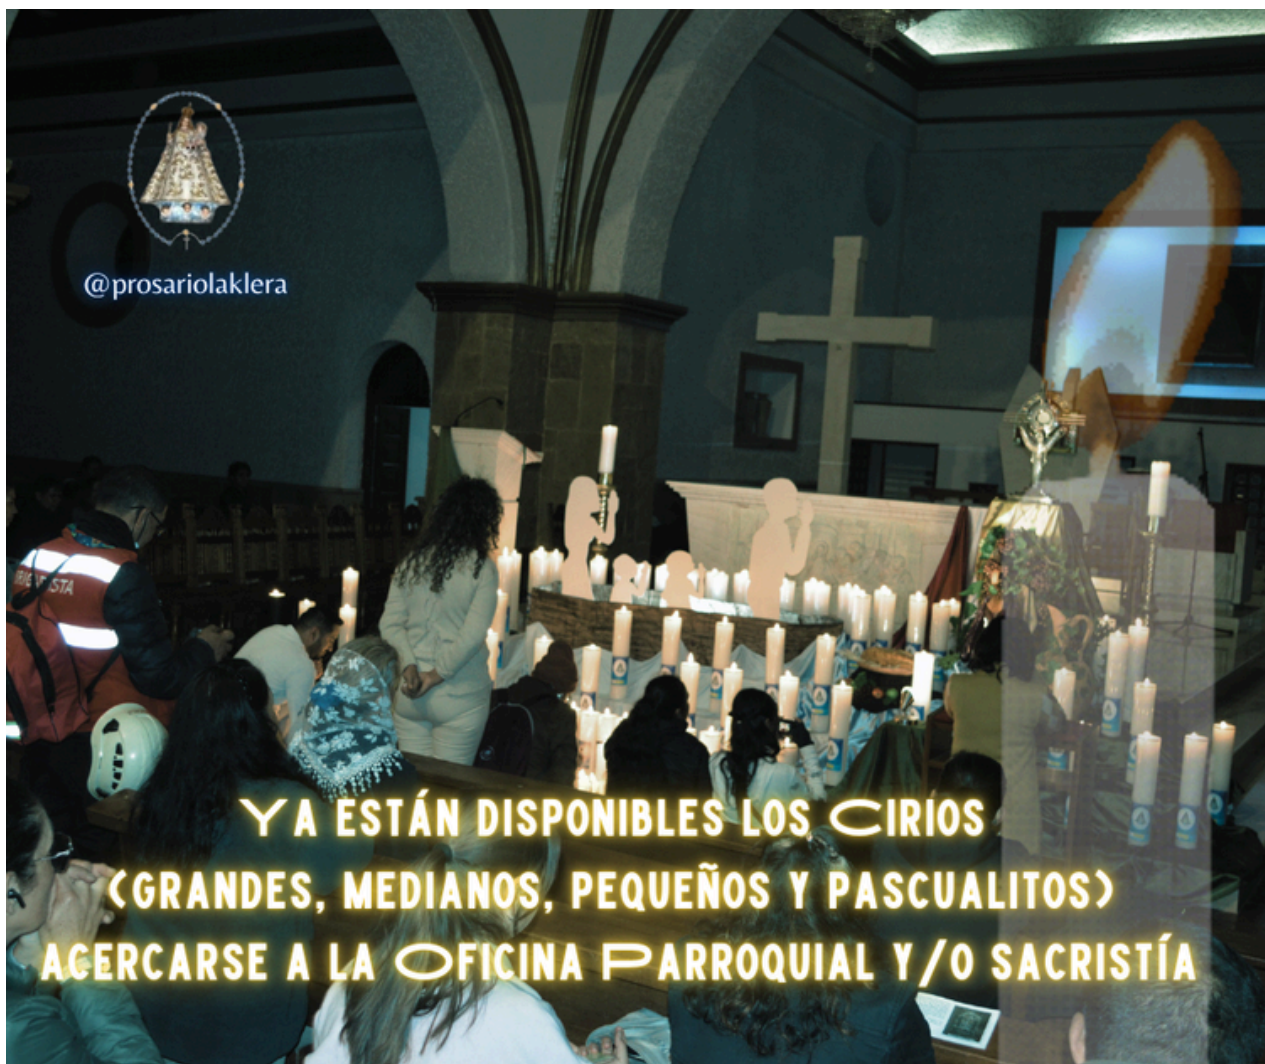 @prosariolaklera
YA ESTÁN DISPONIBLES LOS CIRIOS
(GRANDES, MEDIANOS, PEQUEÑOS Y PASCUALITOS)
ACERCARSE A LA OFICINA PARROQUIAL Y/O SACRISTÍA